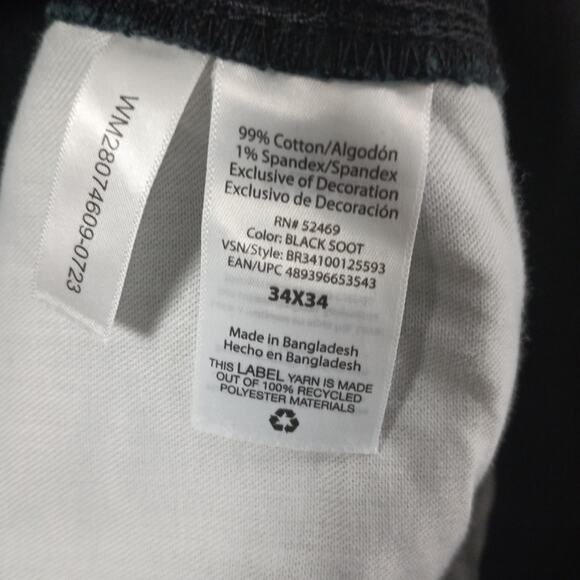 WM28074609-0723
99% Cotton/Algodón
1% Spandex/Spandex
Exclusive of Decoration
Exclusivo de Decoración
RN# 52469
Color: BLACK SOOT
VSN/Style: BR34100125593
EAN/UPC 489396653543
34X34
Made in Bangladesh
Hecho en Bangladesh
THIS LABEL YARN IS MADE
OUT OF 100% RECYCLED
POLYESTER MATERIALS